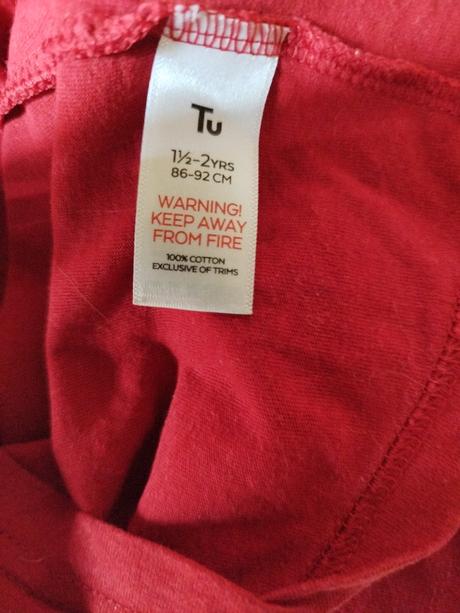 Tu
1½-2YRS
86-92 CM
WARNING!
KEEP AWAY
FROM FIRE
100% COTTON
EXCLUSIVE OF TRIMS